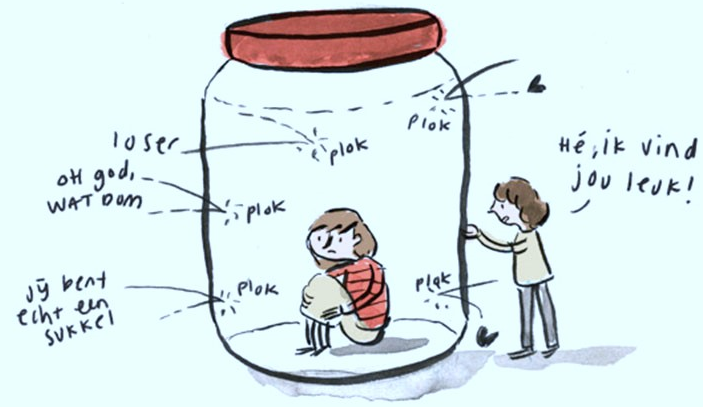 loser
plok
plok
oH god,
WAT DOM
plok
jÿ bent
echt een
sukkel
plok
plok
Hé, ik vind
jou leuk!